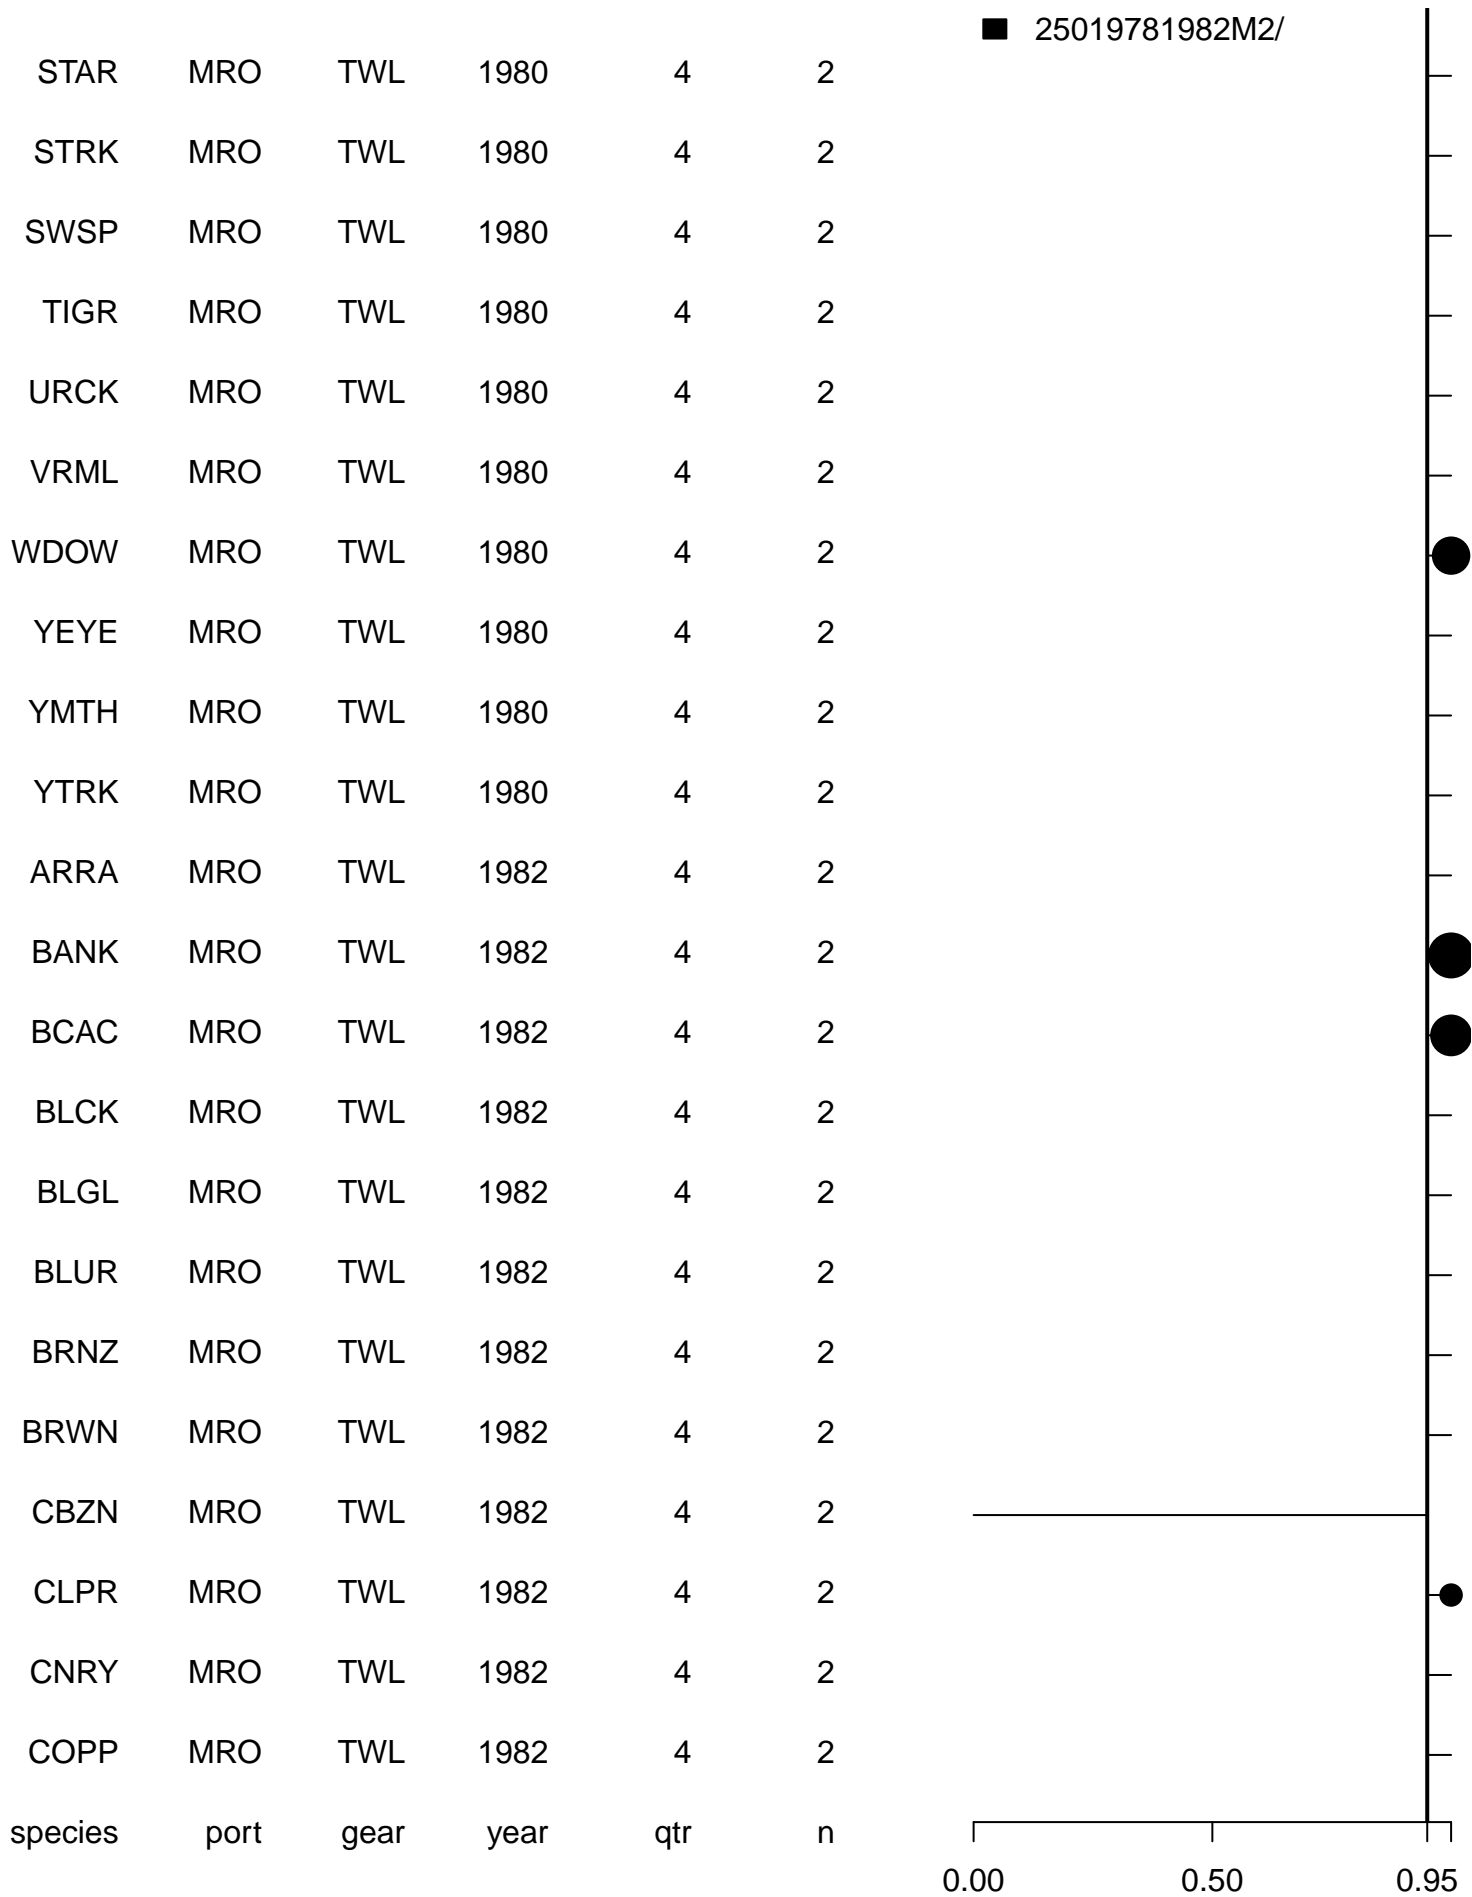 25019781982M2/
STAR MRO TWL 1980 4 2
STRK MRO TWL 1980 4 2
SWSP MRO TWL 1980 4 2
TIGR MRO TWL 1980 4 2
URCK MRO TWL 1980 4 2
VRML MRO TWL 1980 4 2
WDOW MRO TWL 1980 4 2
YEYE MRO TWL 1980 4 2
YMTH MRO TWL 1980 4 2
YTRK MRO TWL 1980 4 2
ARRA MRO TWL 1982 4 2
BANK MRO TWL 1982 4 2
BCAC MRO TWL 1982 4 2
BLCK MRO TWL 1982 4 2
BLGL MRO TWL 1982 4 2
BLUR MRO TWL 1982 4 2
BRNZ MRO TWL 1982 4 2
BRWN MRO TWL 1982 4 2
CBZN MRO TWL 1982 4 2
CLPR MRO TWL 1982 4 2
CNRY MRO TWL 1982 4 2
COPP MRO TWL 1982 4 2
species port gear year qtr n
0.00 0.50 0.95